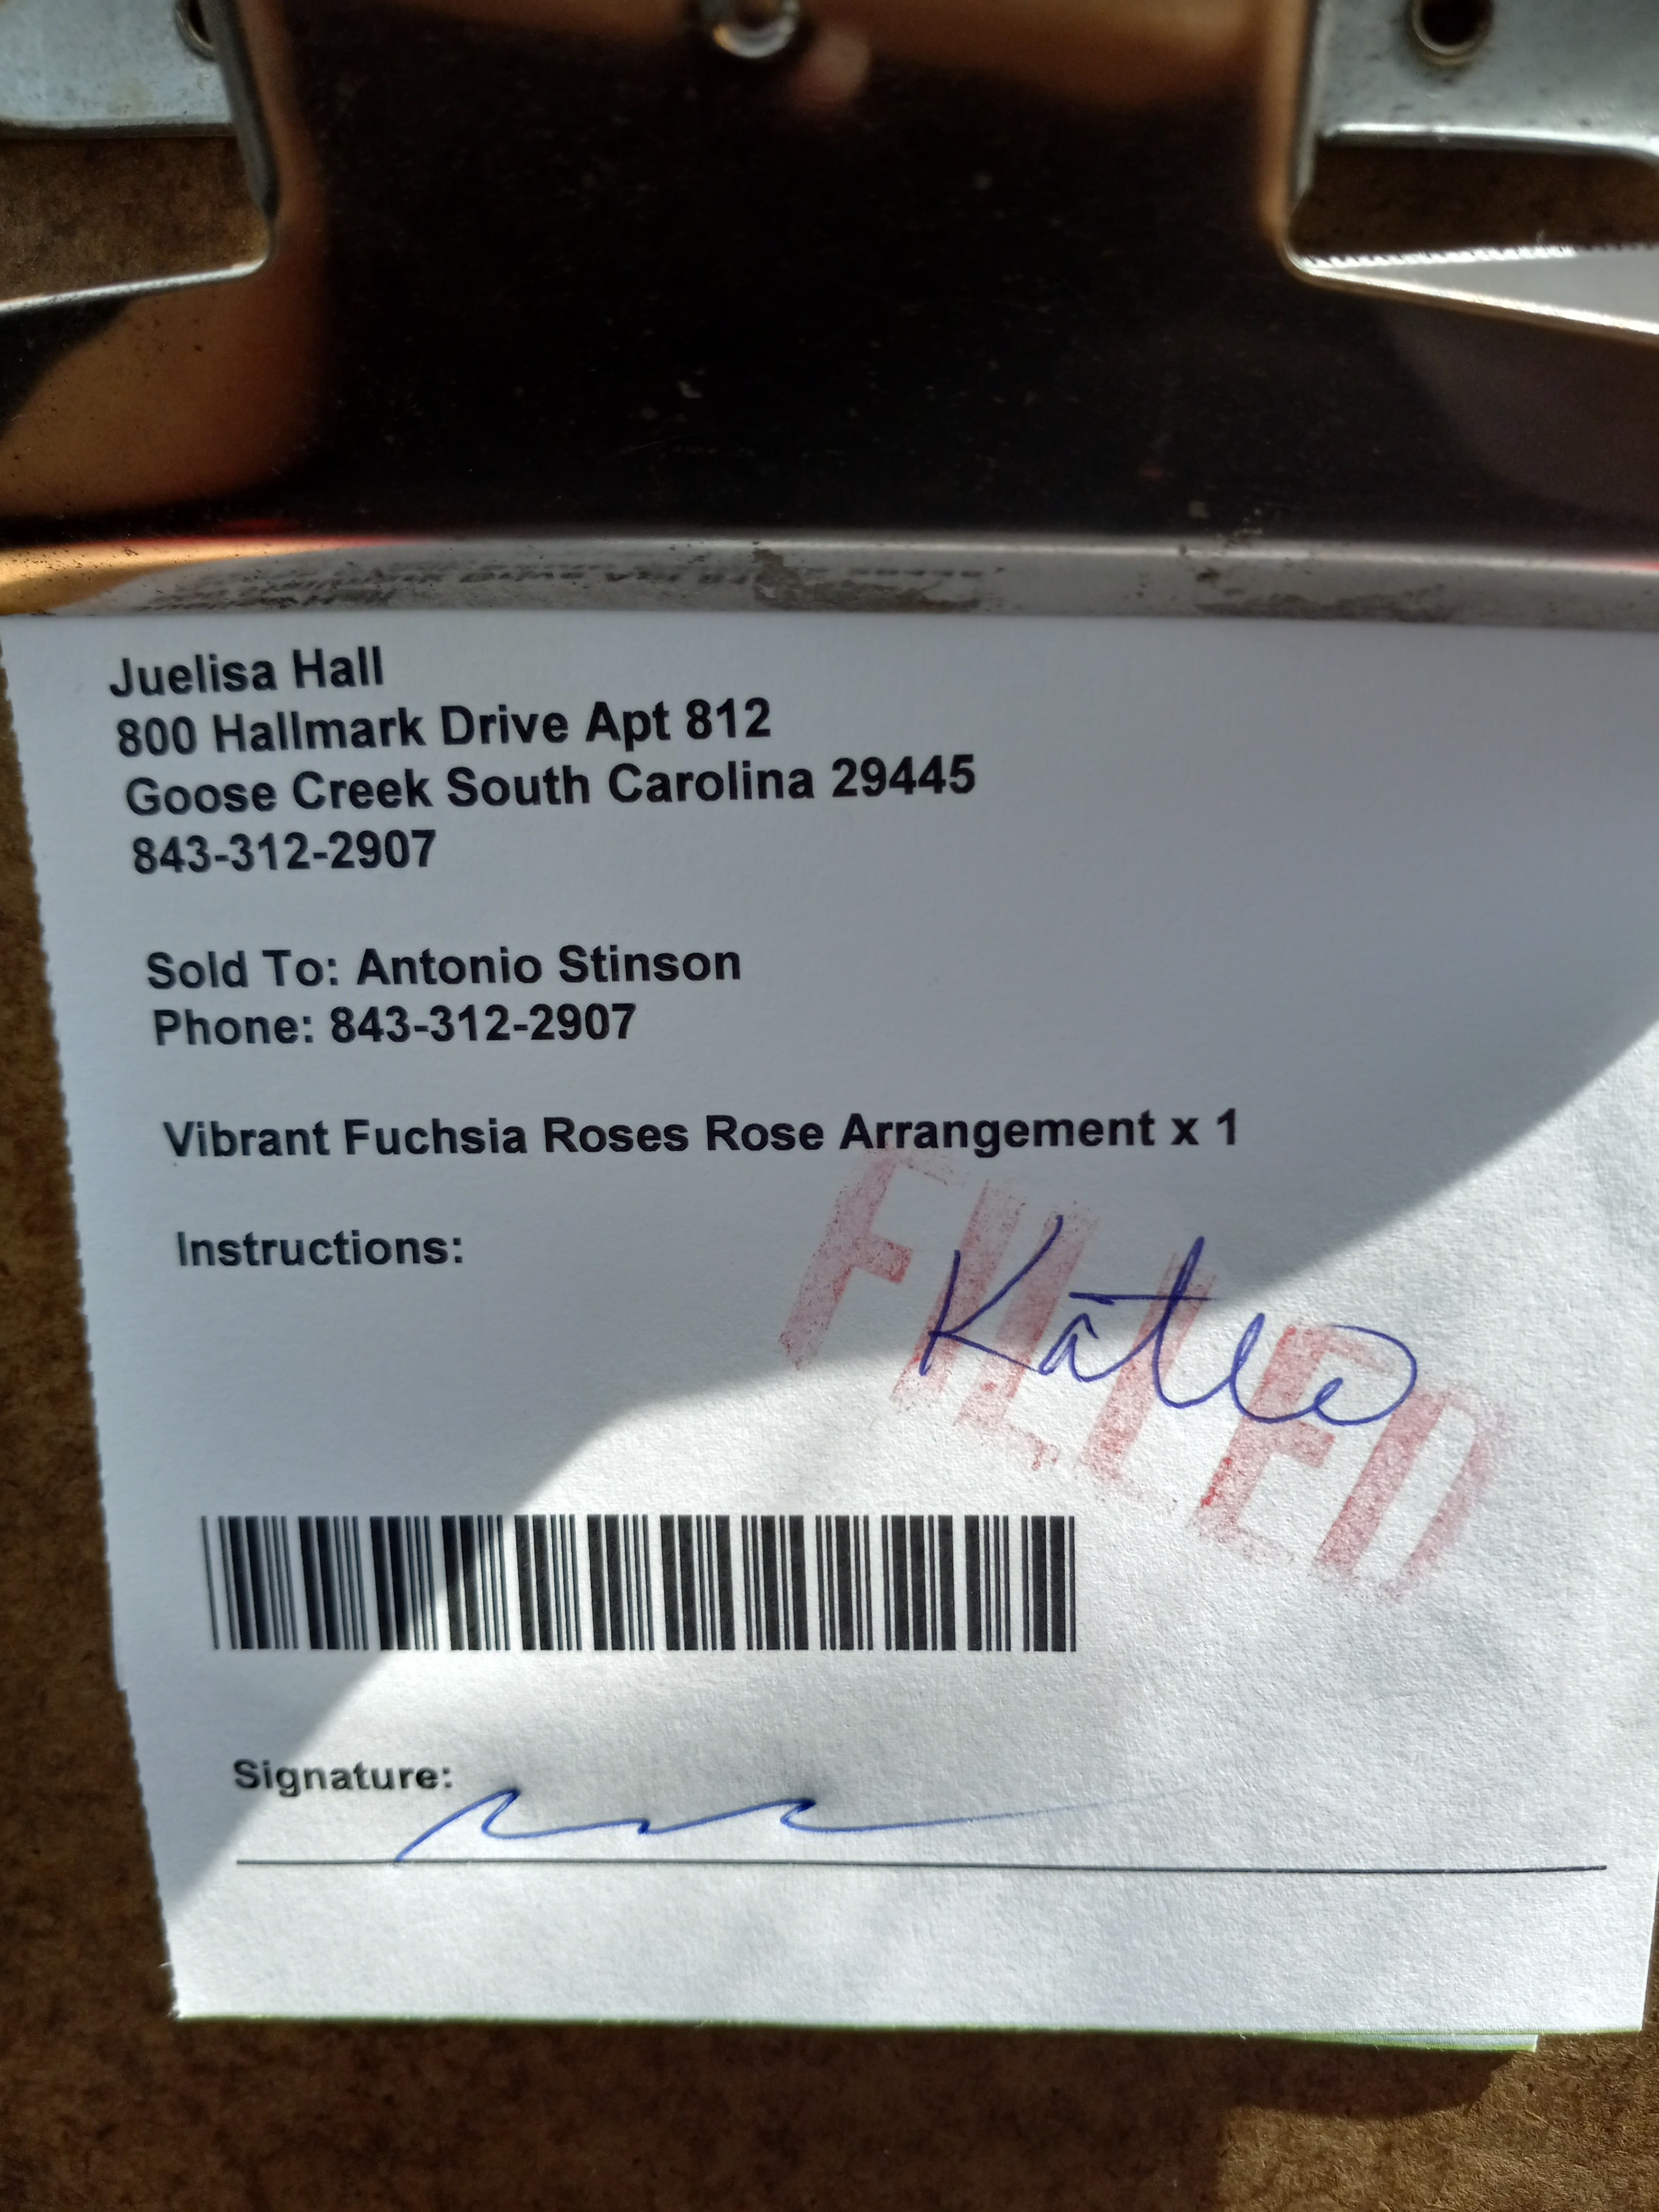 Juelisa Hall
800 Hallmark Drive Apt 812
Goose Creek South Carolina 29445
843-312-2907
Sold To: Antonio Stinson
Phone: 843-312-2907
Vibrant Fuchsia Roses Rose Arrangement x 1
Instructions:
FILLED
Katie
Signature: